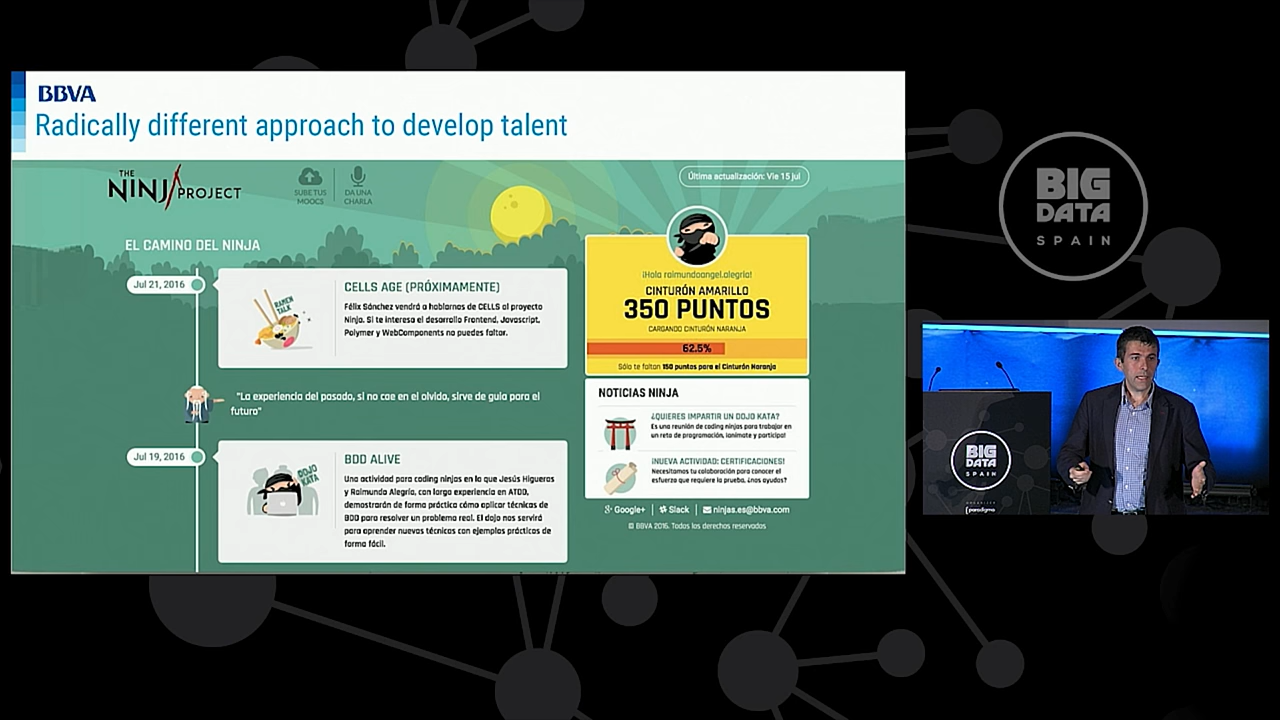 BBVA
Radically different approach to develop talent
THE
NINJA PROJECT
SUBE TUS
MOOCS
DA UNA
CHARLA
Última actualización: Vie 15 jul
EL CAMINO DEL NINJA
Jul 21, 2016
RAMEN
TALK
CELLS AGE (PRÓXIMAMENTE)
Félix Sánchez vendrá a hablarnos de CELLS al proyecto
Ninja. Si te interesa el desarrollo Frontend, Javascript,
Polymer y WebComponents no puedes faltar.
"La experiencia del pasado, si no cae en el olvido, sirve de guía para el
futuro"
Jul 19, 2016
DOJO
KATA
BDD ALIVE
Una actividad para coding ninjas en la que Jesús Higueras
y Raimundo Alegría, con larga experiencia en ATDD,
demostrarán de forma práctica cómo aplicar técnicas de
BDD para resolver un problema real. El dojo nos servirá
para aprender nuevas técnicas con ejemplos prácticos de
forma fácil.
¡Hola raimundoangel.alegria!
CINTURÓN AMARILLO
350 PUNTOS
CARGANDO CINTURÓN NARANJA
62.5%
Sólo te faltan 150 puntos para el Cinturón Naranja
NOTICIAS NINJA
¿QUIERES IMPARTIR UN DOJO KATA?
Es una reunión de coding ninjas para trabajar en
un reto de programación, ¡anímate y participa!
¡NUEVA ACTIVIDAD: CERTIFICACIONES!
Necesitamos tu colaboración para conocer el
esfuerzo que requiere la prueba, ¿nos ayudas?
Google+ | Slack | ninjas.es@bbva.com
© BBVA 2016. Todos los derechos reservados
BIG
DATA
SPAIN
BIG
DATA
SPAIN
paradigma